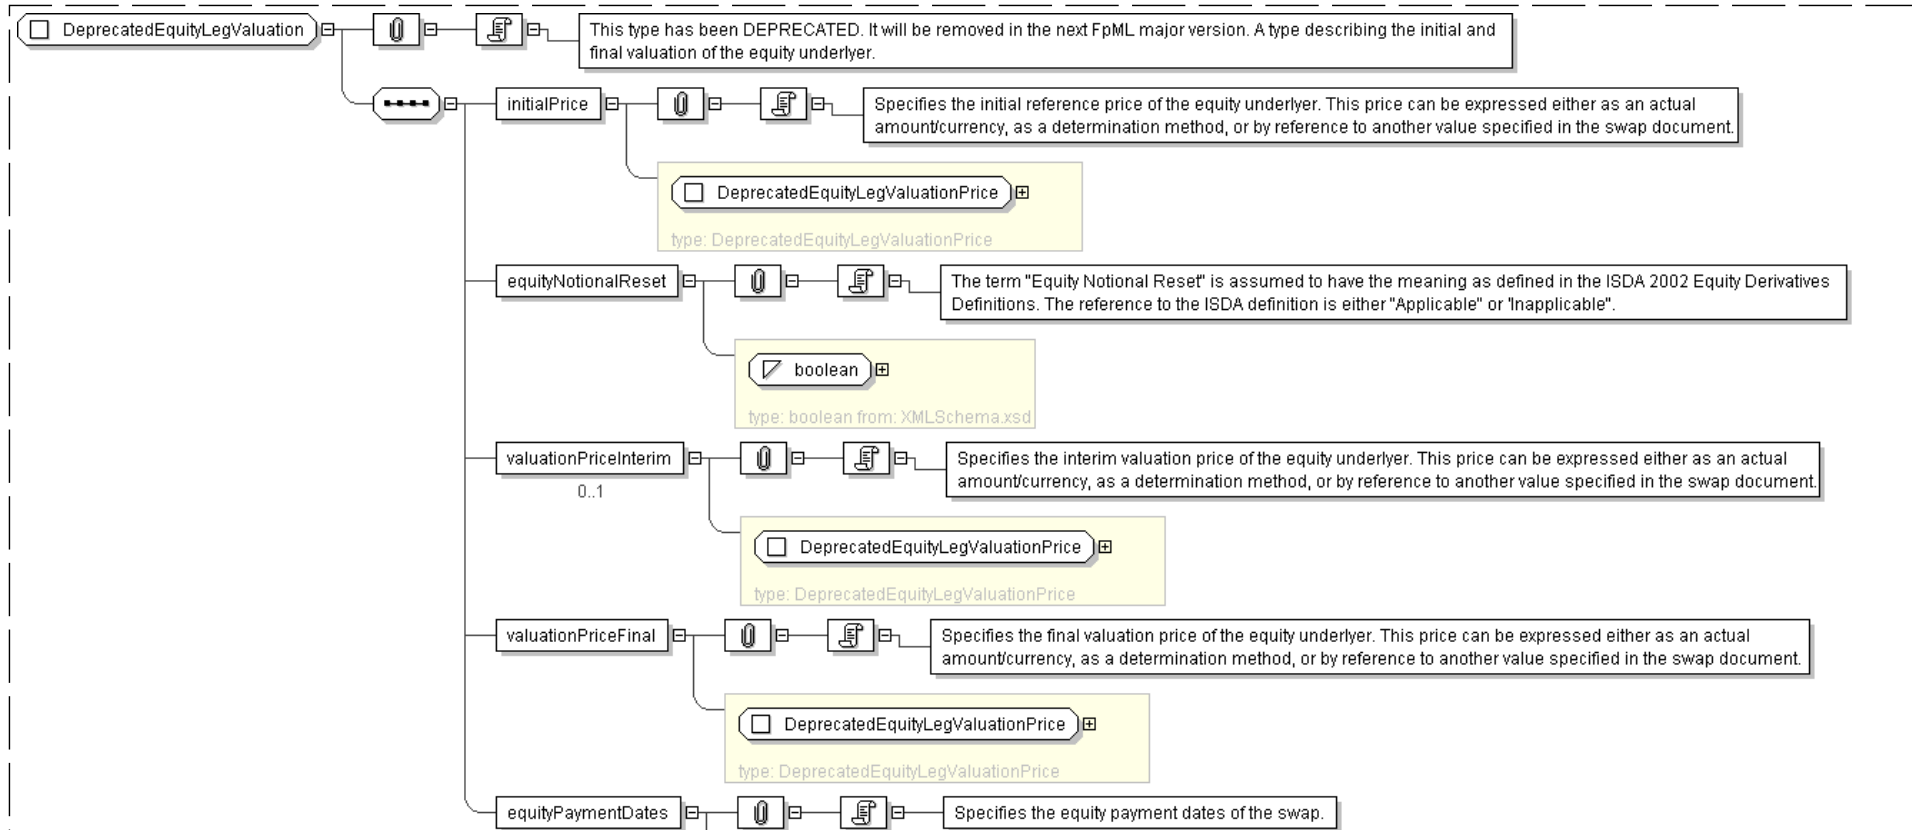 DeprecatedEquityLegValuation
This type has been DEPRECATED. It will be removed in the next FpML major version. A type describing the initial and
final valuation of the equity underlyer.
initialPrice
Specifies the initial reference price of the equity underlyer. This price can be expressed either as an actual
amount/currency, as a determination method, or by reference to another value specified in the swap document.
DeprecatedEquityLegValuationPrice
type: DeprecatedEquityLegValuationPrice
equityNotionalReset
The term "Equity Notional Reset" is assumed to have the meaning as defined in the ISDA 2002 Equity Derivatives
Definitions. The reference to the ISDA definition is either "Applicable" or 'Inapplicable".
boolean
type: boolean from: XMLSchema.xsd
valuationPriceInterim
0..1
Specifies the interim valuation price of the equity underlyer. This price can be expressed either as an actual
amount/currency, as a determination method, or by reference to another value specified in the swap document.
DeprecatedEquityLegValuationPrice
type: DeprecatedEquityLegValuationPrice
valuationPriceFinal
Specifies the final valuation price of the equity underlyer. This price can be expressed either as an actual
amount/currency, as a determination method, or by reference to another value specified in the swap document.
DeprecatedEquityLegValuationPrice
type: DeprecatedEquityLegValuationPrice
equityPaymentDates
Specifies the equity payment dates of the swap.